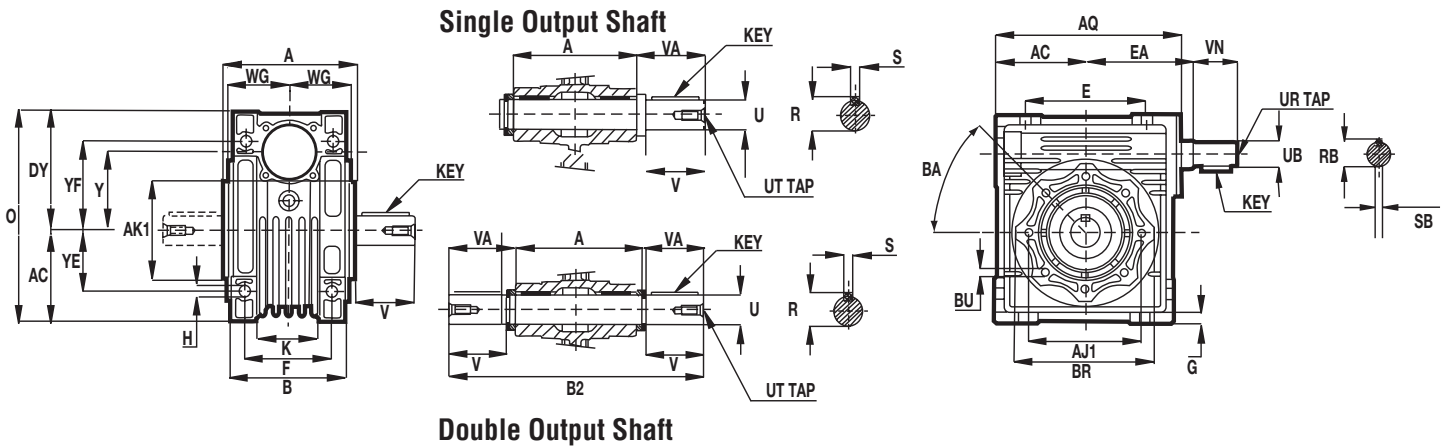 Single Output Shaft
A
WG WG
DY
YF
Y
O
AK1
AC
YE
H
KEY
V
K
F
B
A
VA
KEY
S
U
R
V
UT TAP
VA
A
VA
KEY
S
U
R
V
V
B2
UT TAP
Double Output Shaft
AQ
AC
EA
VN
E
UR TAP
BA
UB
RB
KEY
SB
BU
AJ1
BR
G